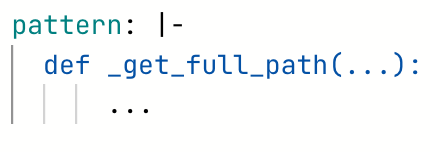 pattern: |-
  def _get_full_path(...):
      ...